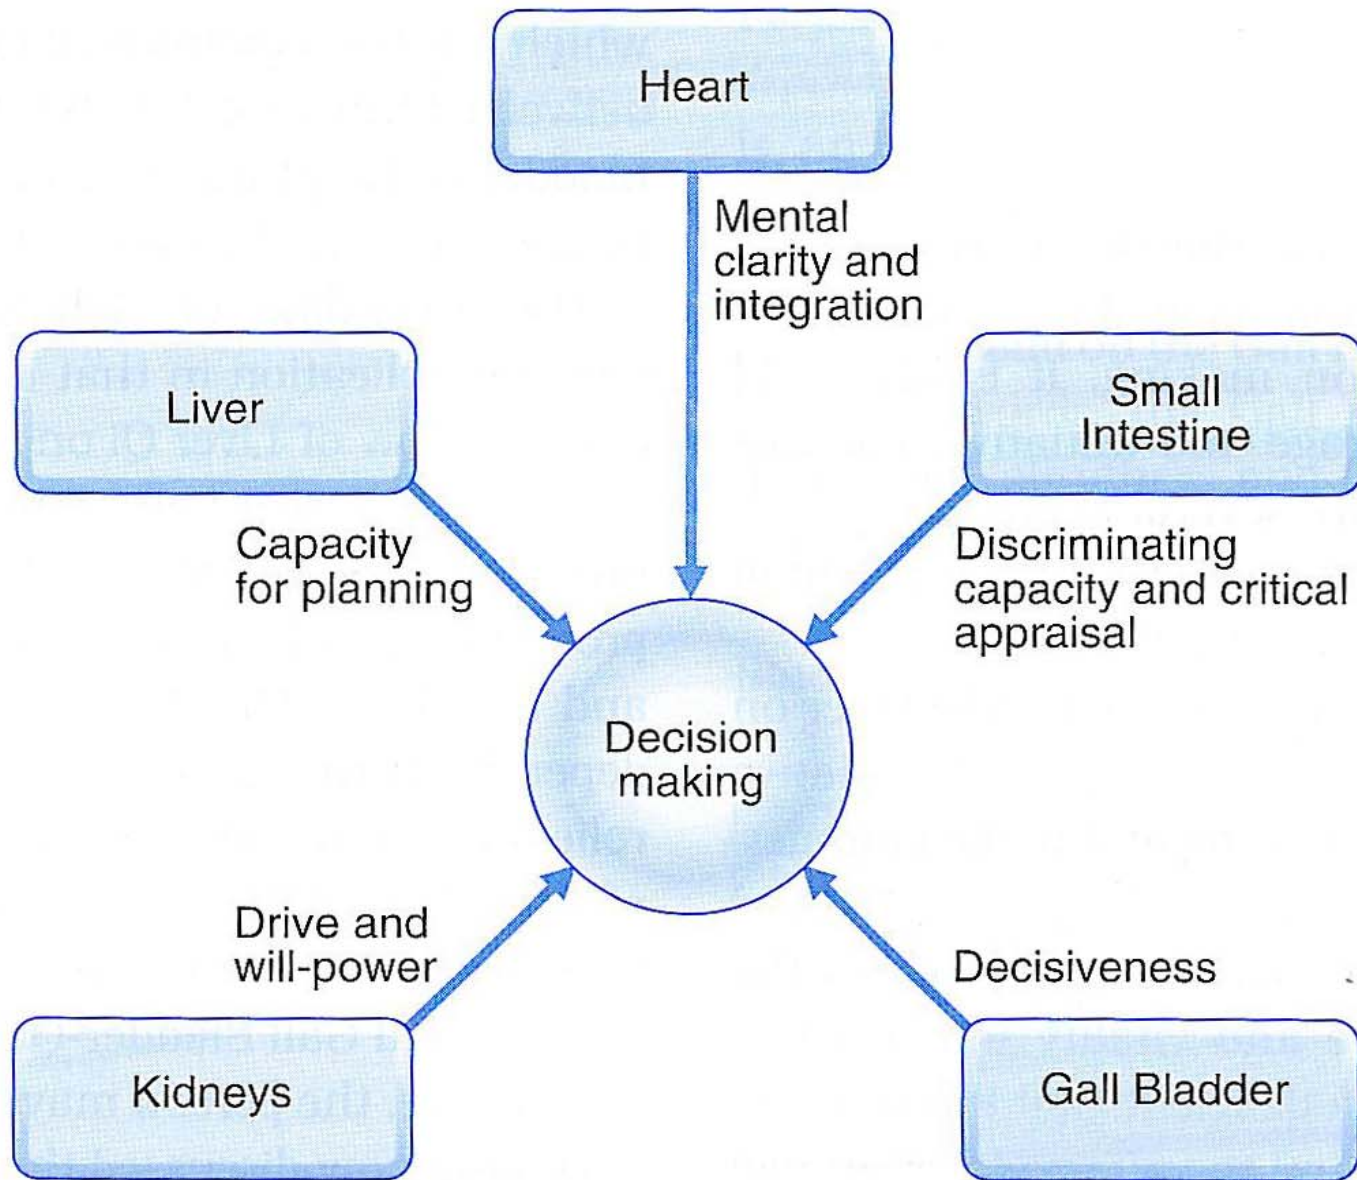 Heart
Mental
clarity and
integration
Liver
Small
Intestine
Capacity
for planning
Discriminating
capacity and critical
appraisal
Decision
making
Drive and
will-power
Decisiveness
Kidneys
Gall Bladder